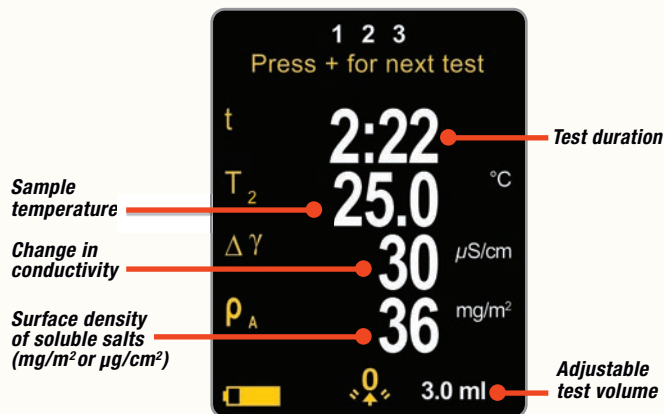 1 2 3
Press + for next test
t 2:22
Test duration
T₂ 25.0 °C
Sample
temperature
Δγ 30 µS/cm
Change in
conductivity
ρA 36 mg/m²
Surface density
of soluble salts
(mg/m² or µg/cm²)
0 3.0 ml
Adjustable
test volume